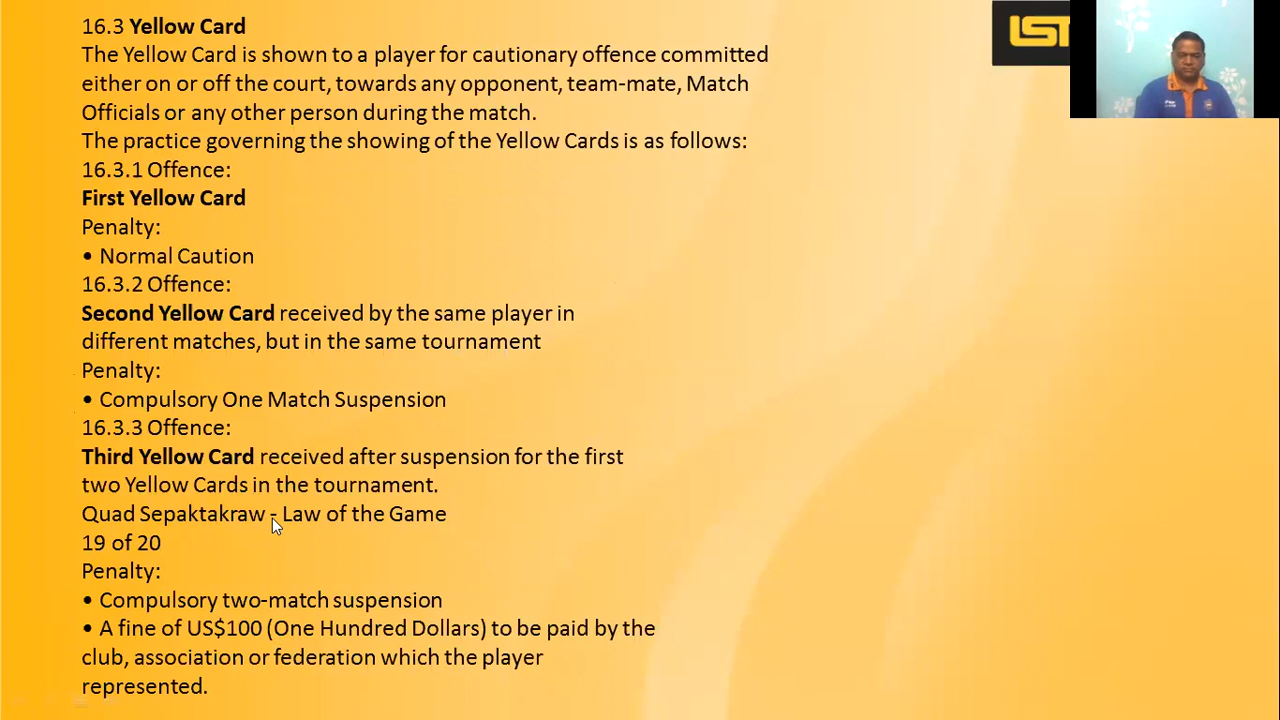 16.3 Yellow Card
The Yellow Card is shown to a player for cautionary offence committed
either on or off the court, towards any opponent, team-mate, Match
Officials or any other person during the match.
The practice governing the showing of the Yellow Cards is as follows:
16.3.1 Offence:
First Yellow Card
Penalty:
• Normal Caution
16.3.2 Offence:
Second Yellow Card received by the same player in
different matches, but in the same tournament
Penalty:
• Compulsory One Match Suspension
16.3.3 Offence:
Third Yellow Card received after suspension for the first
two Yellow Cards in the tournament.
Quad Sepaktakraw - Law of the Game
19 of 20
Penalty:
• Compulsory two-match suspension
• A fine of US$100 (One Hundred Dollars) to be paid by the
club, association or federation which the player
represented.